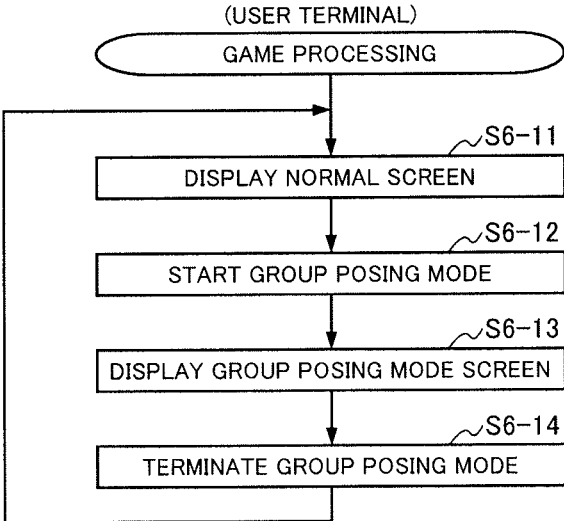 (USER TERMINAL)
GAME PROCESSING
S6-11
DISPLAY NORMAL SCREEN
S6-12
START GROUP POSING MODE
S6-13
DISPLAY GROUP POSING MODE SCREEN
S6-14
TERMINATE GROUP POSING MODE